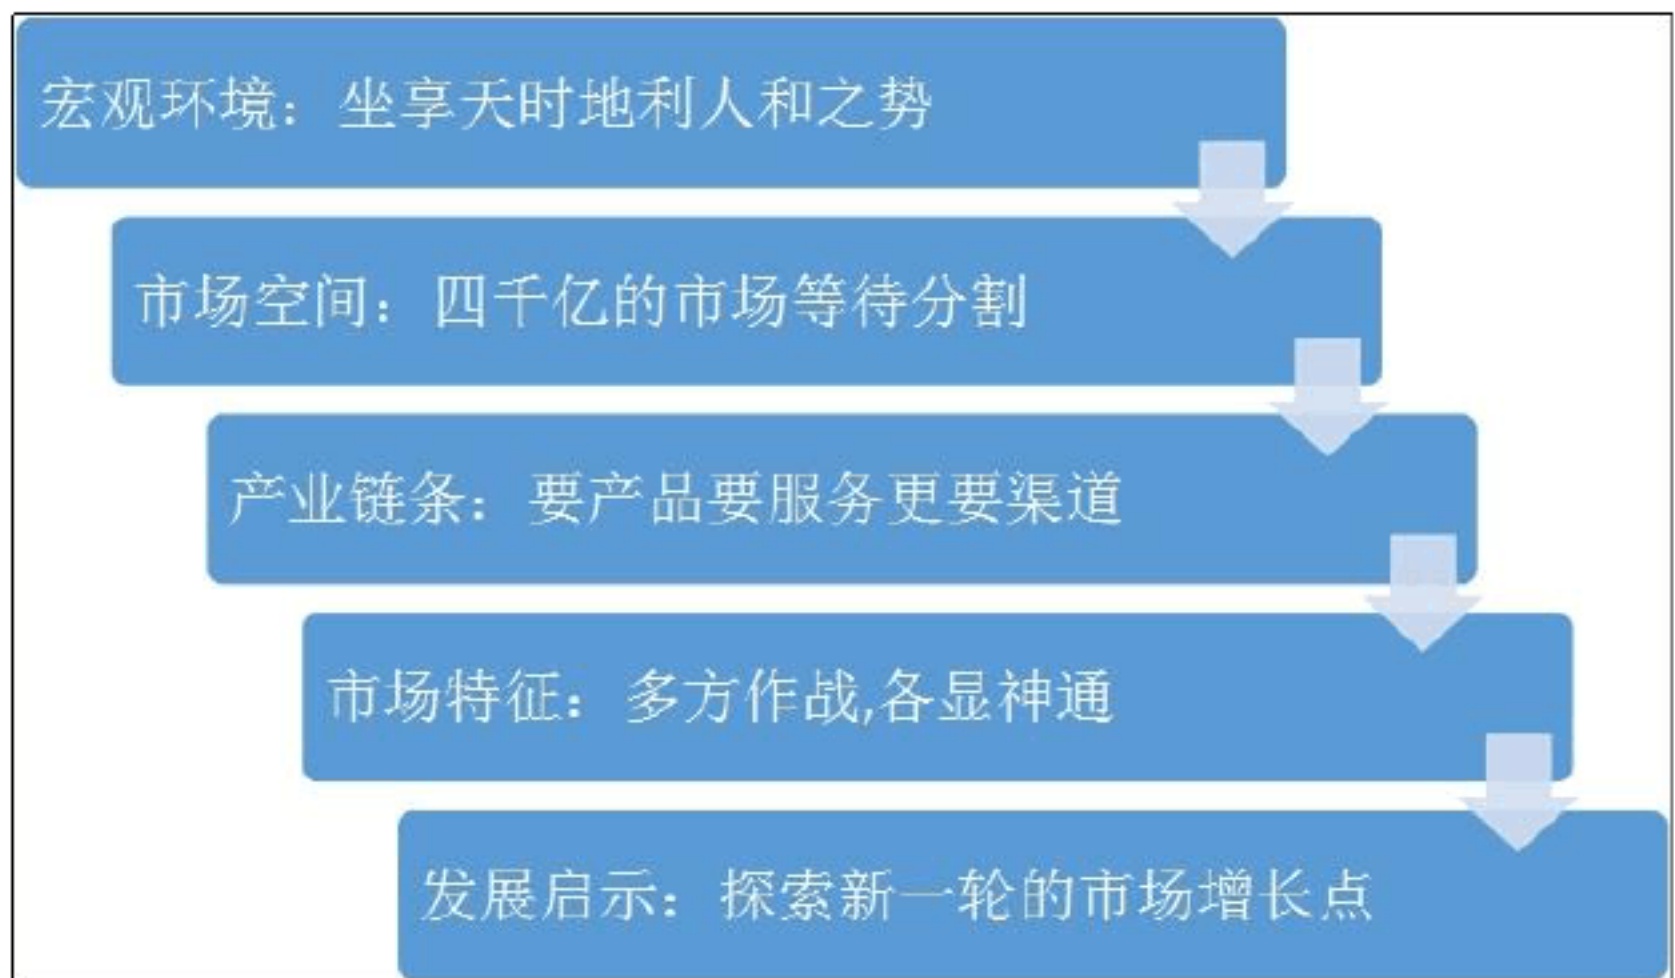 宏观环境：坐享天时地利人和之势
市场空间：四千亿的市场等待分割
产业链条：要产品要服务更要渠道
市场特征：多方作战,各显神通
发展启示：探索新一轮的市场增长点